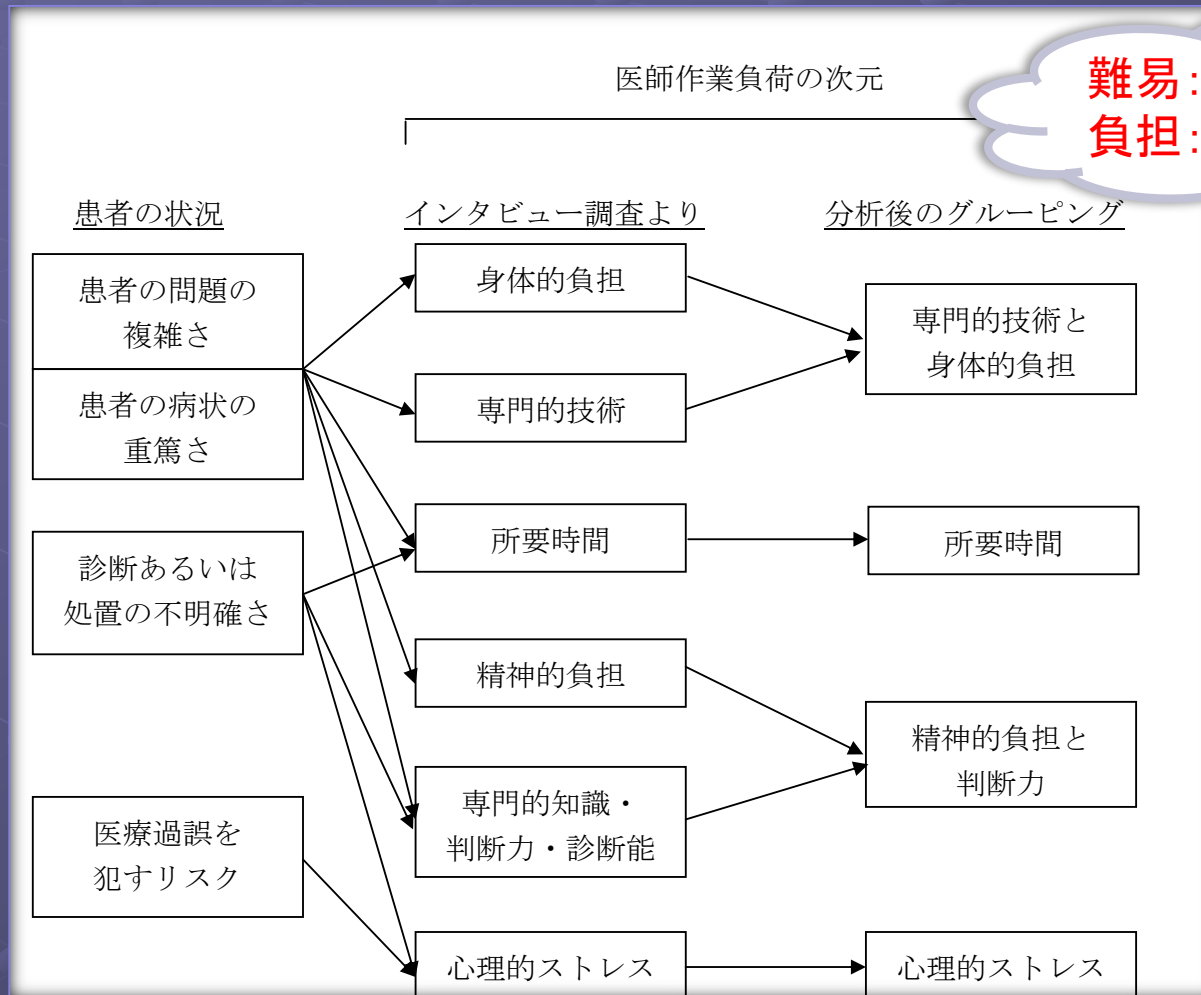 医師作業負荷の次元
難易:
負担:
患者の状況
インタビュー調査より
分析後のグルーピング
患者の問題の
複雑さ
患者の病状の
重篤さ
診断あるいは
処置の不明確さ
医療過誤を
犯すリスク
身体的負担
専門的技術
所要時間
精神的負担
専門的知識・
判断力・診断能
心理的ストレス
専門的技術と
身体的負担
所要時間
精神的負担と
判断力
心理的ストレス